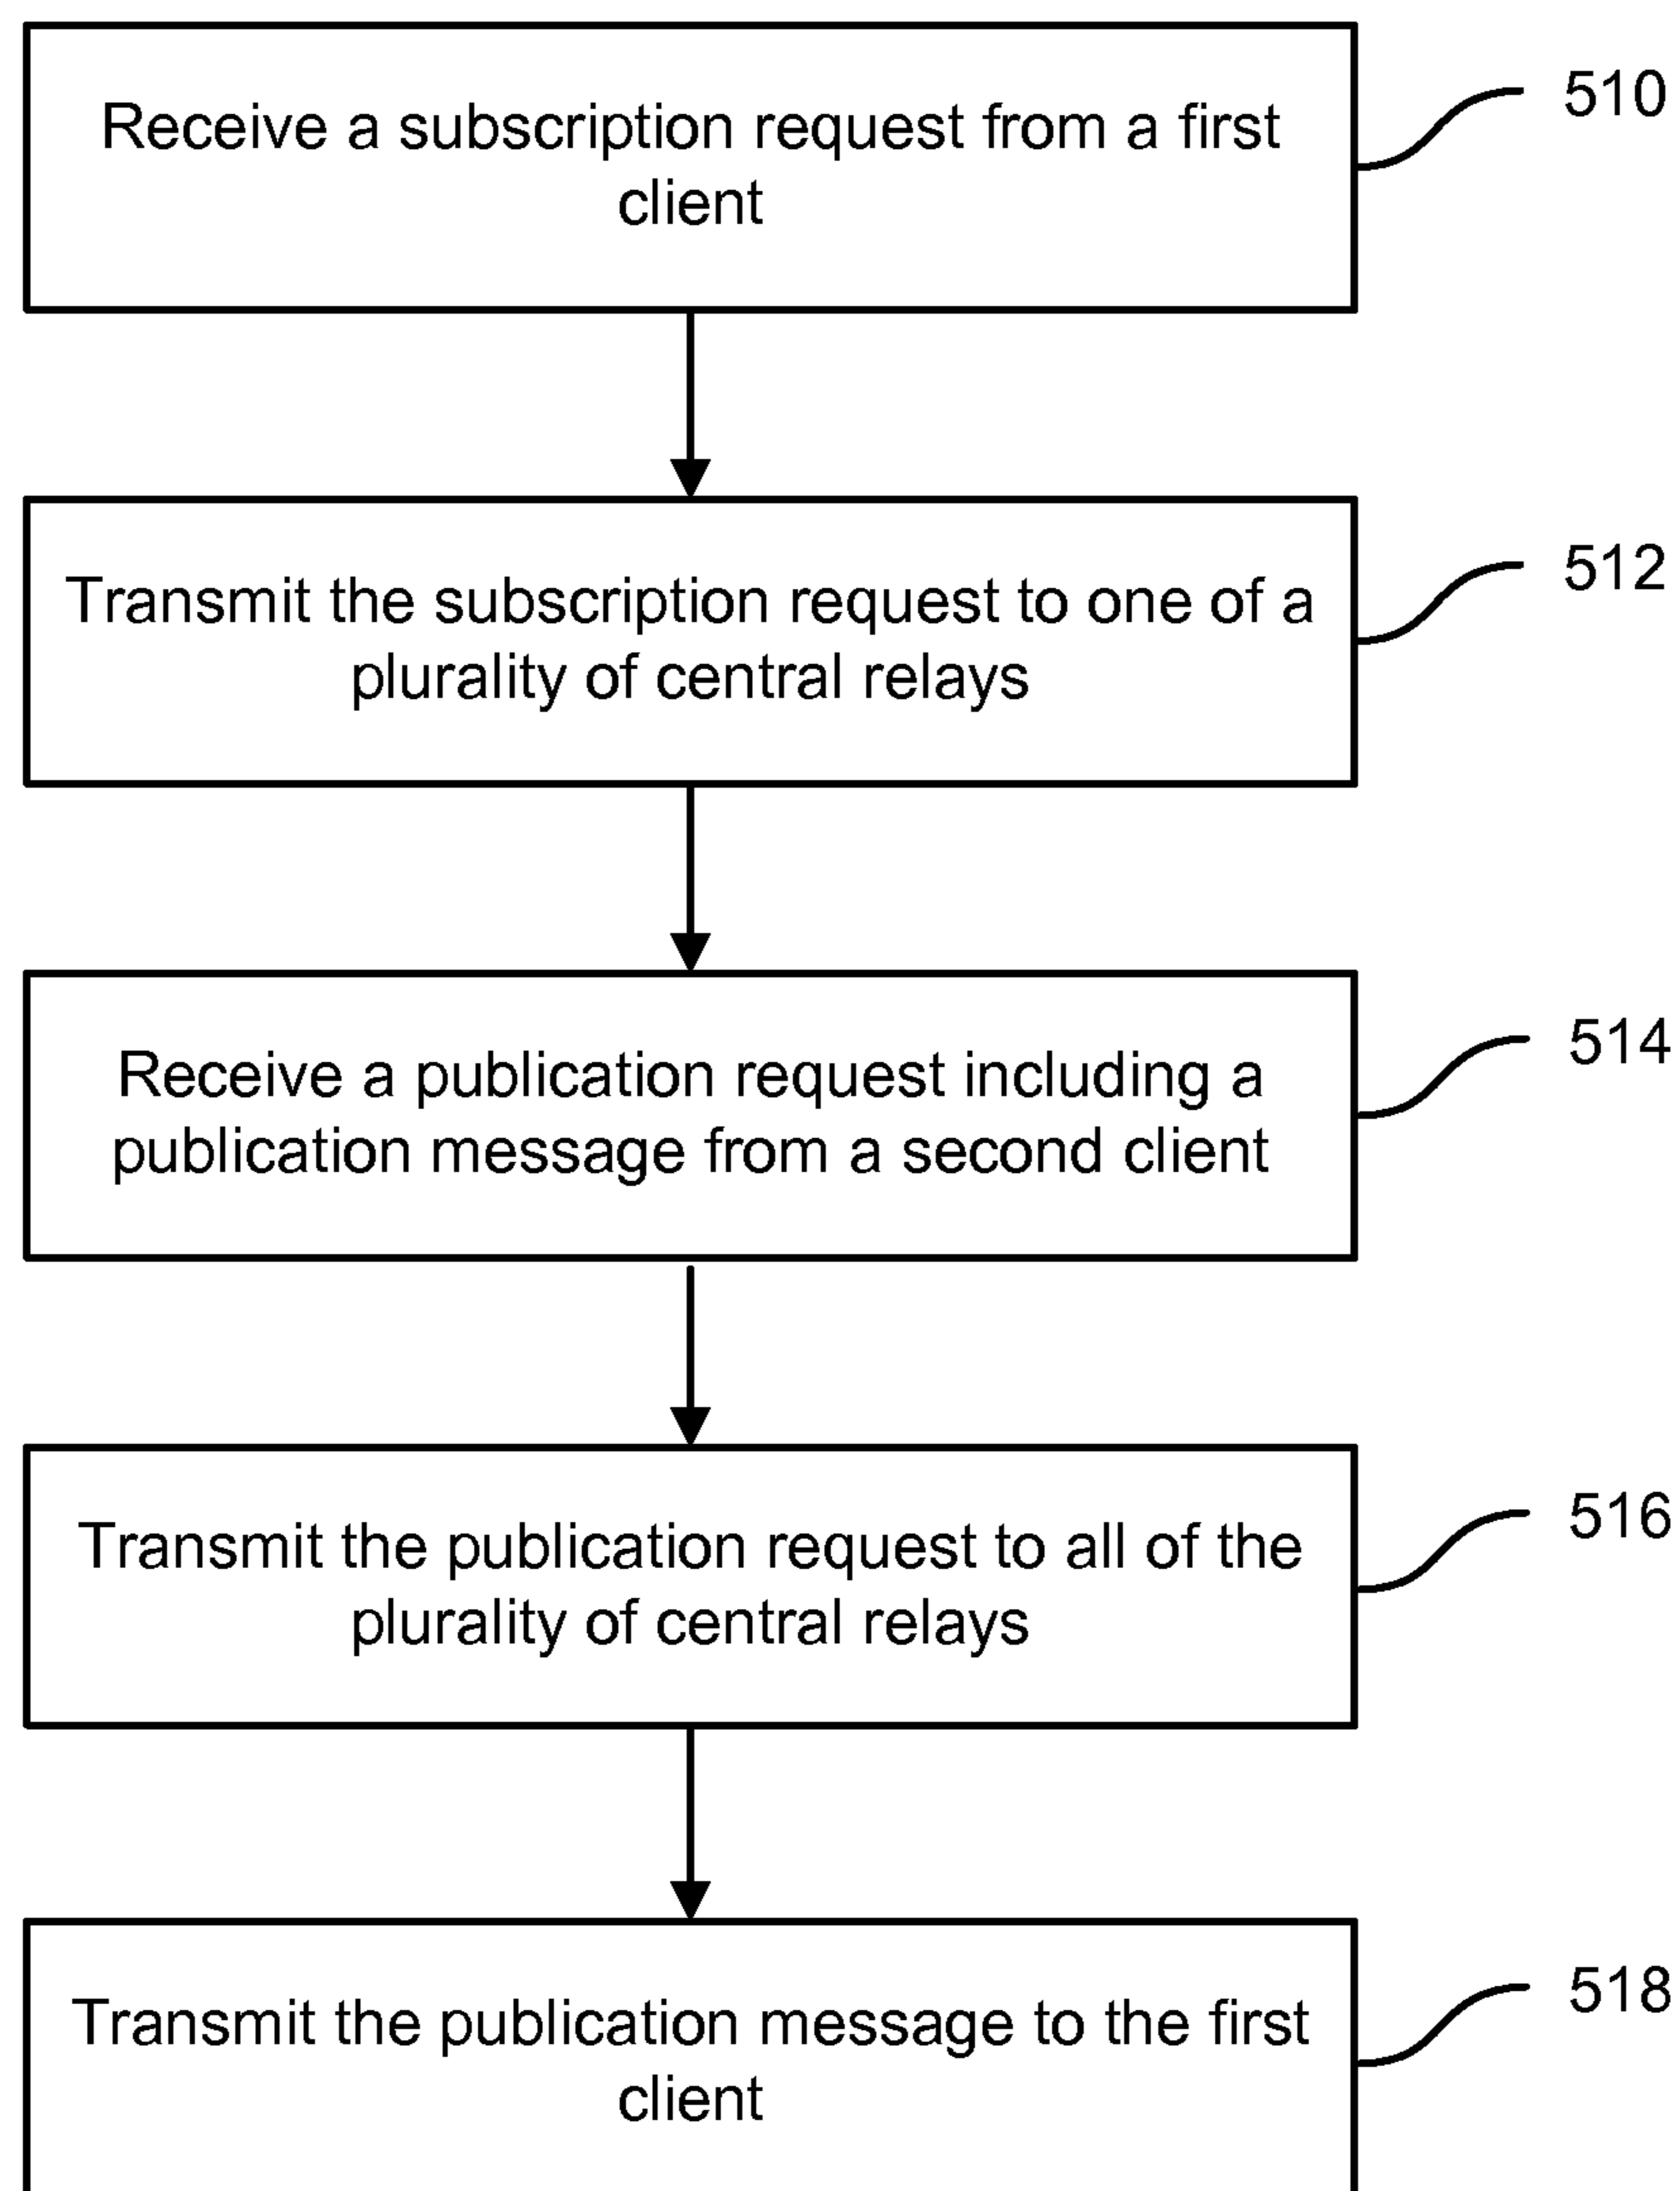 Receive a subscription request from a first
client
510
Transmit the subscription request to one of a
plurality of central relays
512
Receive a publication request including a
publication message from a second client
514
Transmit the publication request to all of the
plurality of central relays
516
Transmit the publication message to the first
client
518